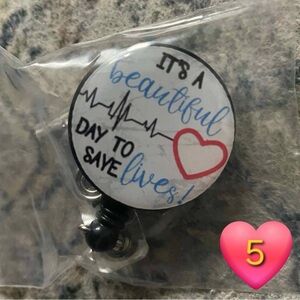 IT'S A
beautiful
DAY TO
SAVE lives!
5